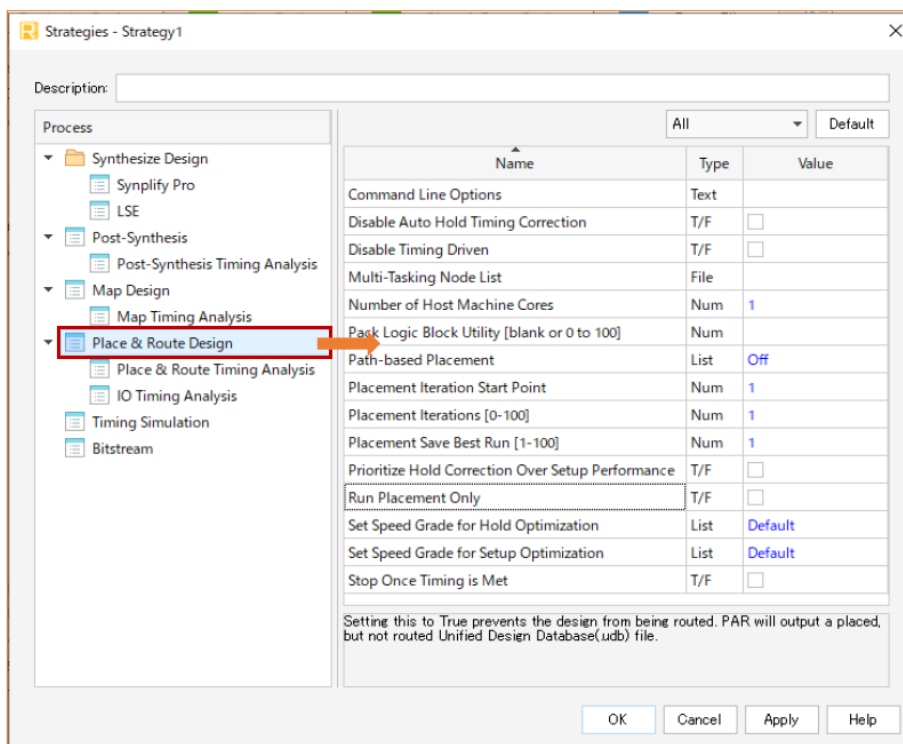 Strategies - Strategy1
Description:
Process
All
Default
Synthesize Design
Synplify Pro
LSE
Post-Synthesis
Post-Synthesis Timing Analysis
Map Design
Map Timing Analysis
Place & Route Design
Place & Route Timing Analysis
IO Timing Analysis
Timing Simulation
Bitstream
Name Type Value
Command Line Options Text
Disable Auto Hold Timing Correction T/F
Disable Timing Driven T/F
Multi-Tasking Node List File
Number of Host Machine Cores Num 1
Pack Logic Block Utility [blank or 0 to 100] Num
Path-based Placement List Off
Placement Iteration Start Point Num 1
Placement Iterations [0-100] Num 1
Placement Save Best Run [1-100] Num 1
Prioritize Hold Correction Over Setup Performance T/F
Run Placement Only T/F
Set Speed Grade for Hold Optimization List Default
Set Speed Grade for Setup Optimization List Default
Stop Once Timing is Met T/F
Setting this to True prevents the design from being routed. PAR will output a placed,
but not routed Unified Design Database(.udb) file.
OK Cancel Apply Help